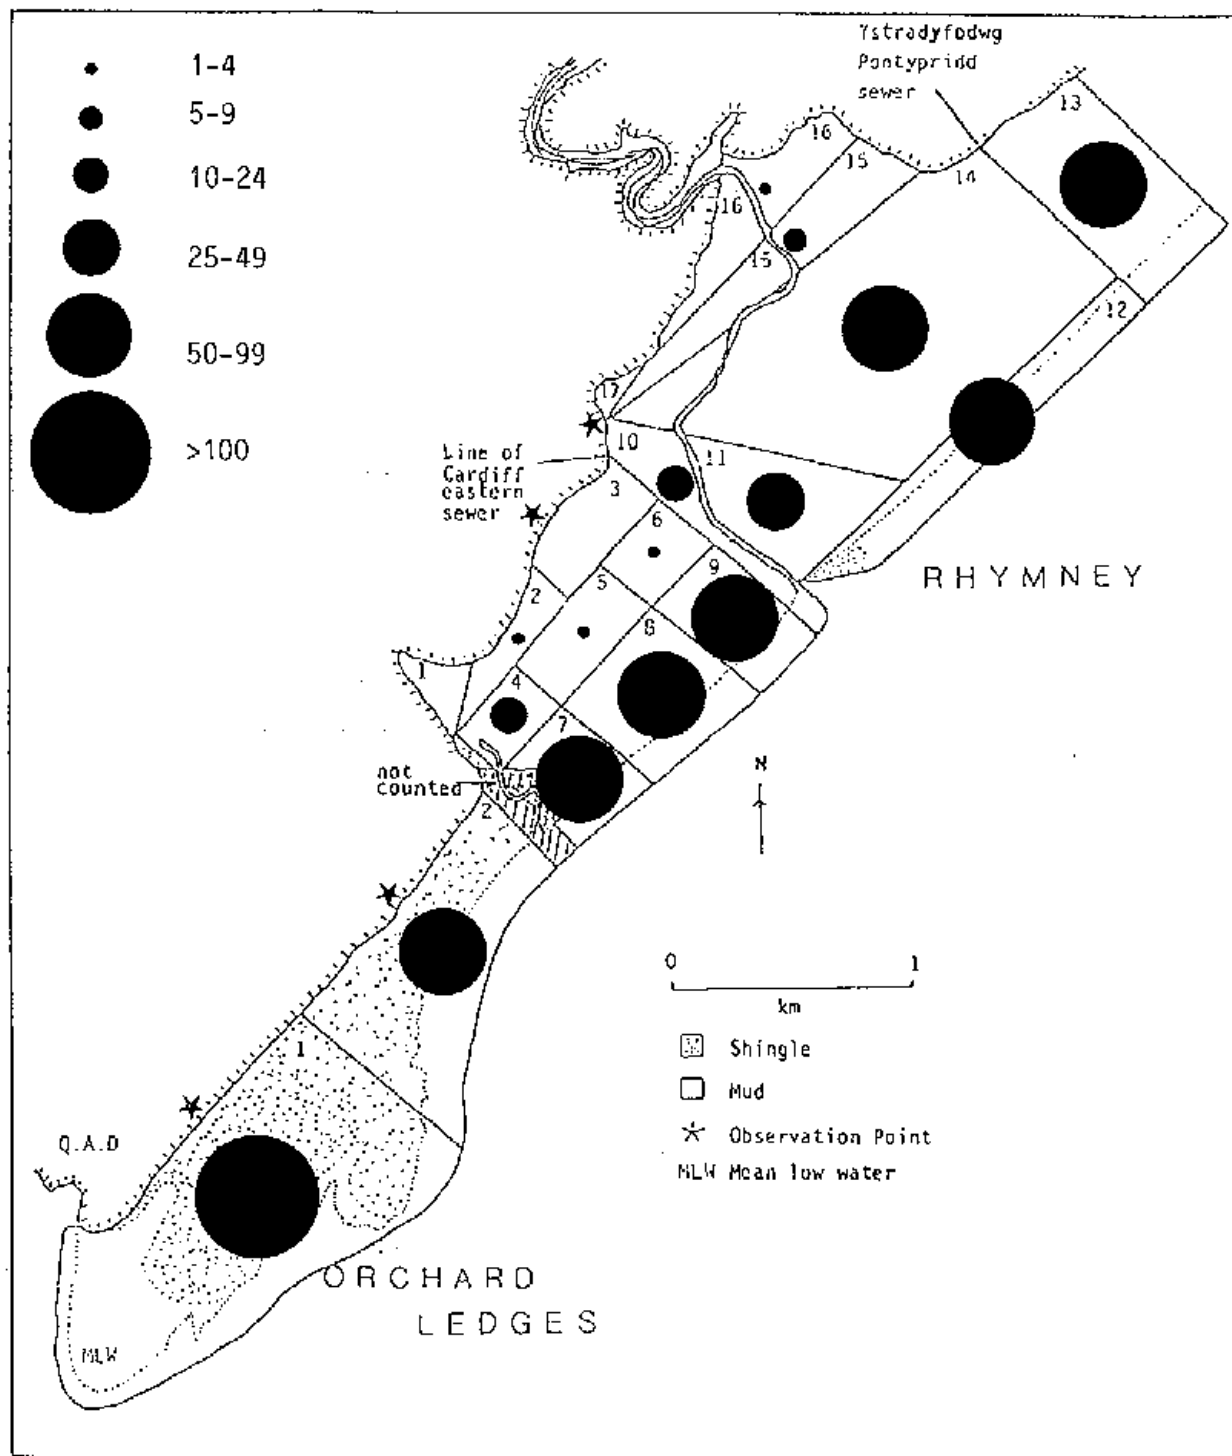 1-4
5-9
10-24
25-49
50-99
>100
Ystradyfodwg
Pontypridd
sewer
13
16
15
14
16
15
12
17
10
11
Line of
Cardiff
eastern
sewer
3
6
9
2
5
8
1
4
7
RHYMNEY
not
counted
2
N
0 1
km
Shingle
Mud
Observation Point
MLW Mean low water
1
Q.A.D
ORCHARD
LEDGES
MLW